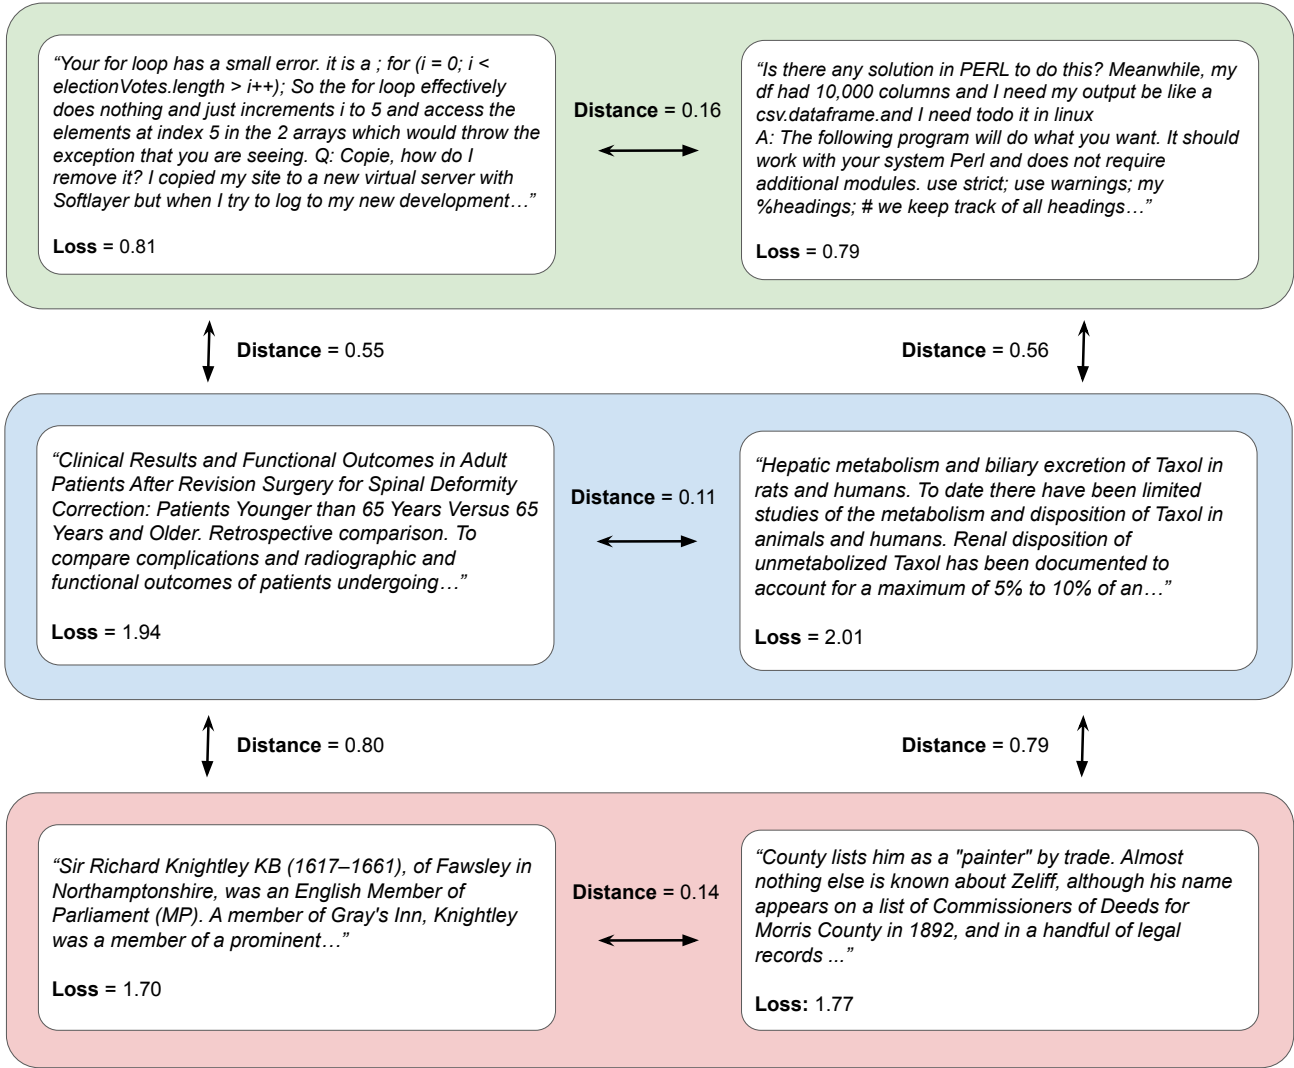 “Your for loop has a small error. it is a ; for (i = 0; i <
electionVotes.length > i++); So the for loop effectively
does nothing and just increments i to 5 and access the
elements at index 5 in the 2 arrays which would throw the
exception that you are seeing. Q: Copie, how do I
remove it? I copied my site to a new virtual server with
Softlayer but when I try to log to my new development…”
Loss = 0.81
Distance = 0.16
“Is there any solution in PERL to do this? Meanwhile, my
df had 10,000 columns and I need my output be like a
csv.dataframe.and I need todo it in linux
A: The following program will do what you want. It should
work with your system Perl and does not require
additional modules. use strict; use warnings; my
%headings; # we keep track of all headings…”
Loss = 0.79
Distance = 0.55
Distance = 0.56
“Clinical Results and Functional Outcomes in Adult
Patients After Revision Surgery for Spinal Deformity
Correction: Patients Younger than 65 Years Versus 65
Years and Older. Retrospective comparison. To
compare complications and radiographic and
functional outcomes of patients undergoing…”
Loss = 1.94
Distance = 0.11
“Hepatic metabolism and biliary excretion of Taxol in
rats and humans. To date there have been limited
studies of the metabolism and disposition of Taxol in
animals and humans. Renal disposition of
unmetabolized Taxol has been documented to
account for a maximum of 5% to 10% of an…”
Loss = 2.01
Distance = 0.80
Distance = 0.79
“Sir Richard Knightley KB (1617–1661), of Fawsley in
Northamptonshire, was an English Member of
Parliament (MP). A member of Gray's Inn, Knightley
was a member of a prominent…”
Loss = 1.70
Distance = 0.14
“County lists him as a "painter" by trade. Almost
nothing else is known about Zeliff, although his name
appears on a list of Commissioners of Deeds for
Morris County in 1892, and in a handful of legal
records ...”
Loss: 1.77